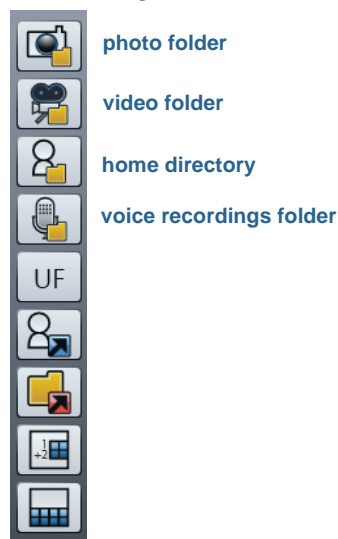 photo folder
video folder
home directory
voice recordings folder
UF
1
+2